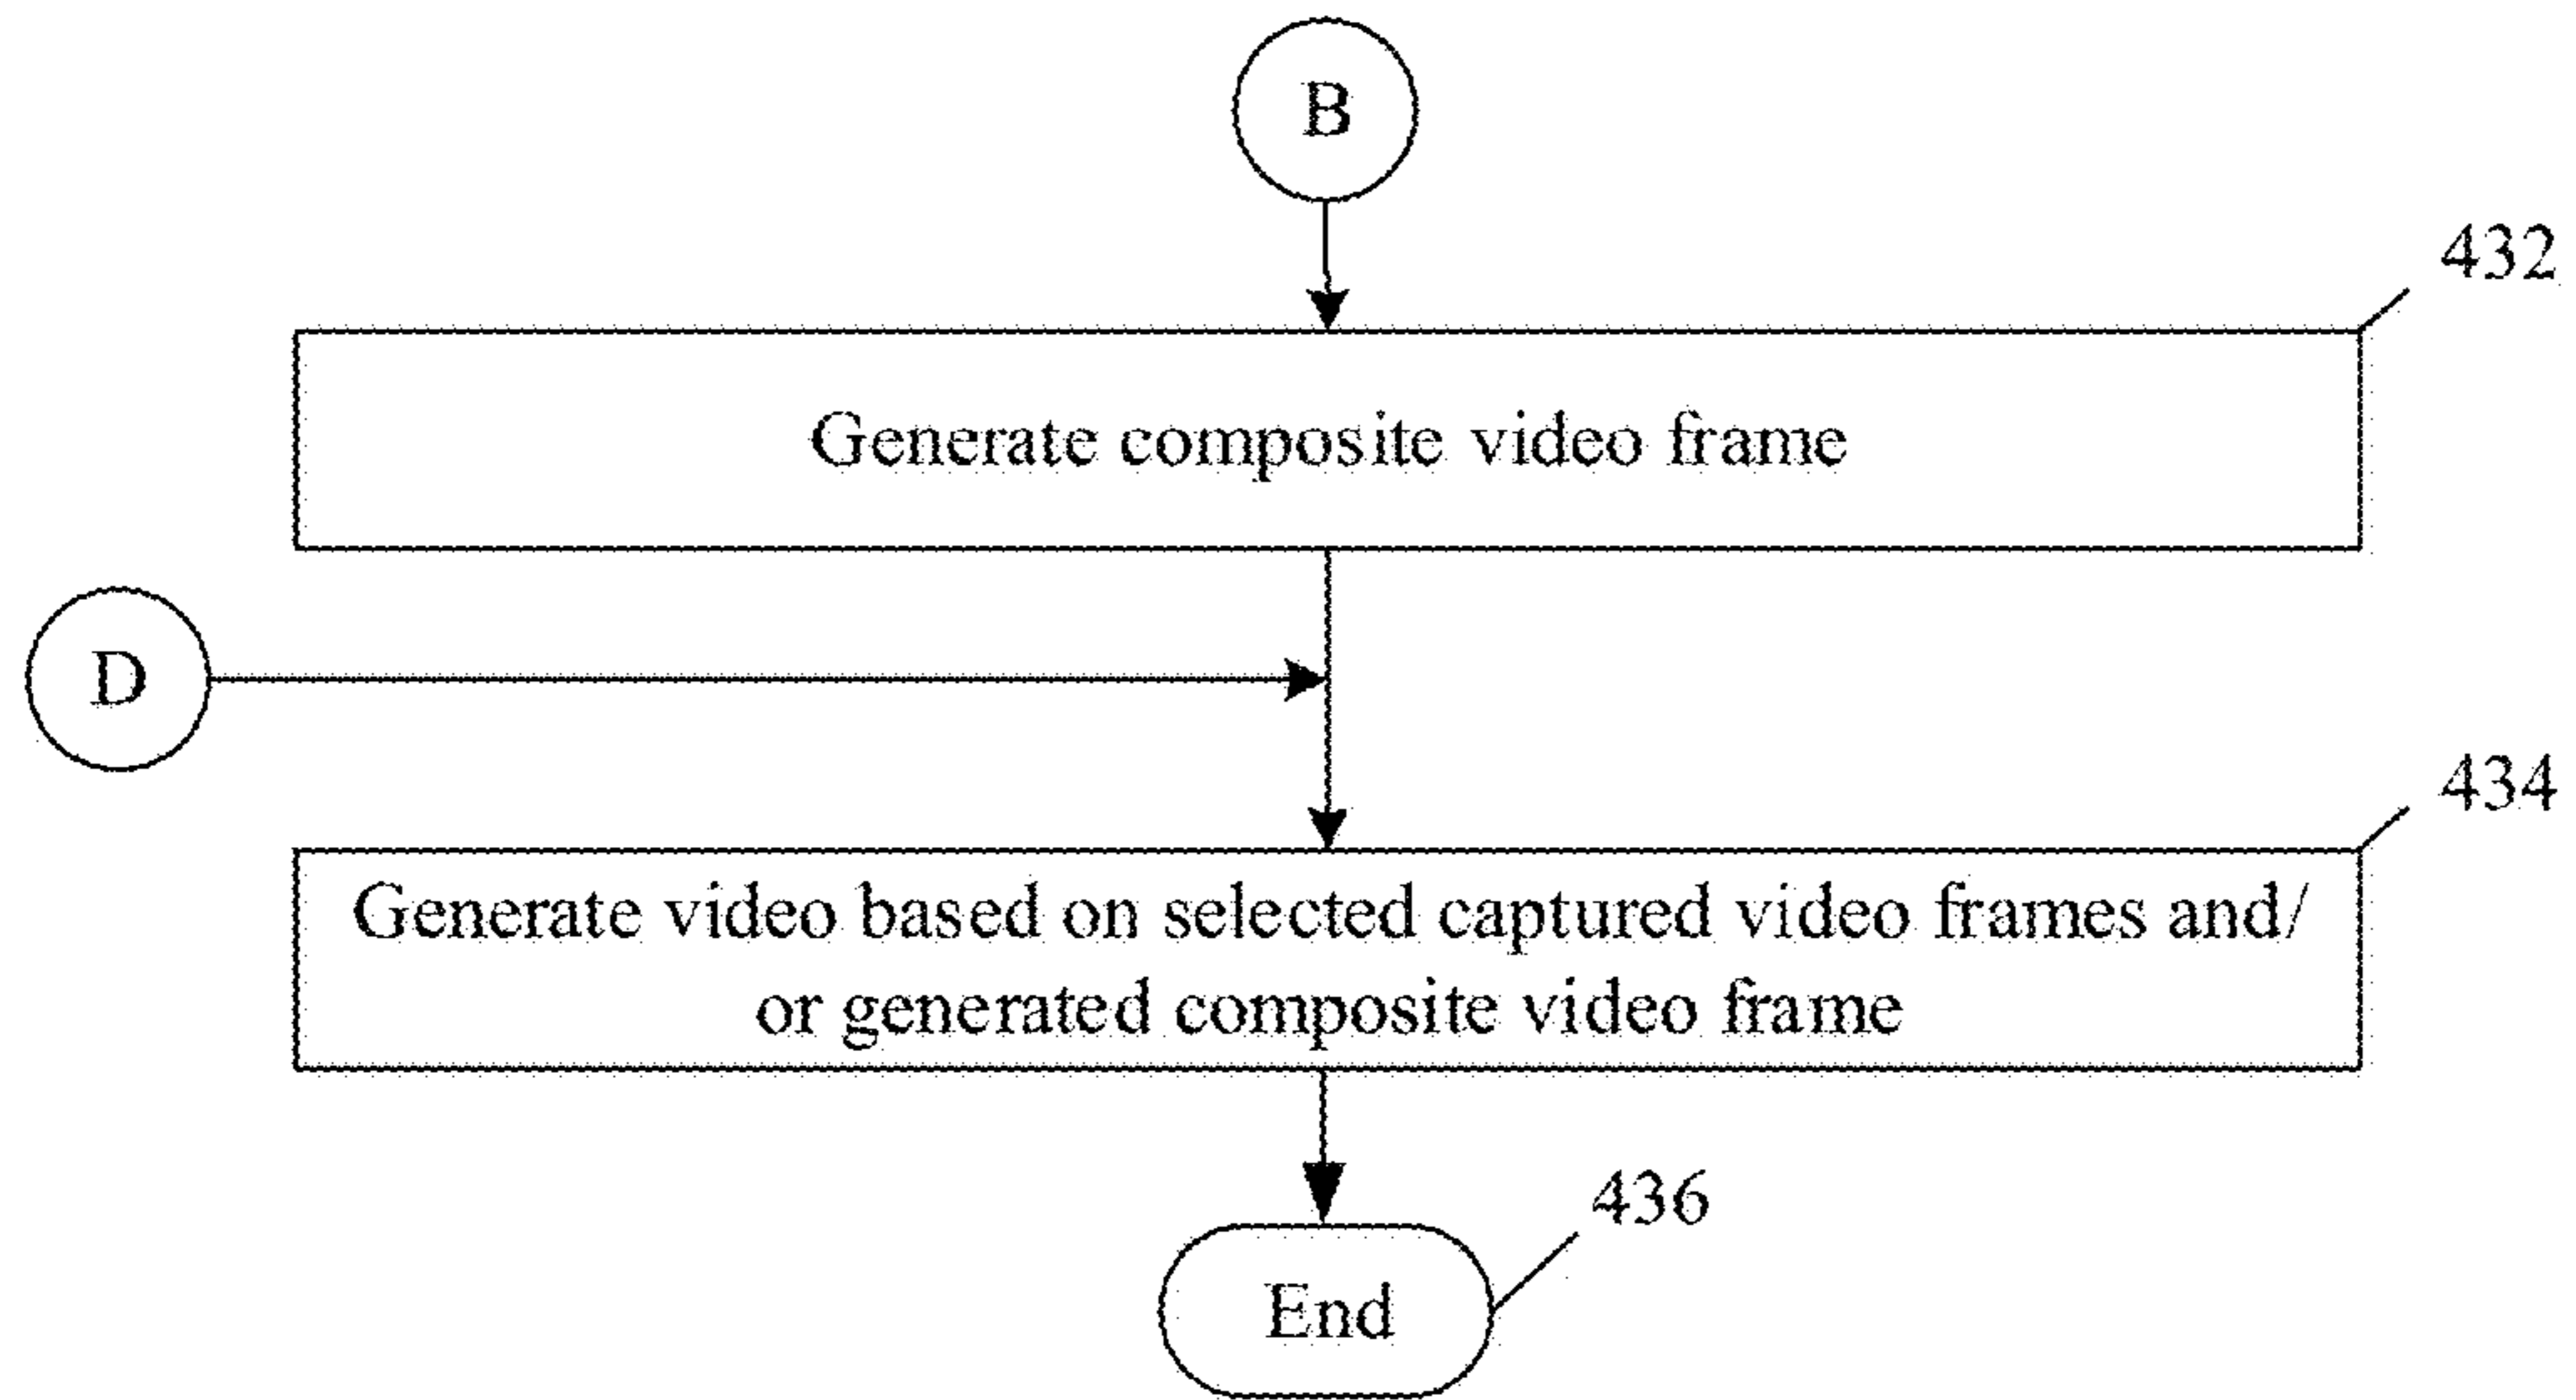 B
432
Generate composite video frame
D
434
Generate video based on selected captured video frames and/
or generated composite video frame
436
End